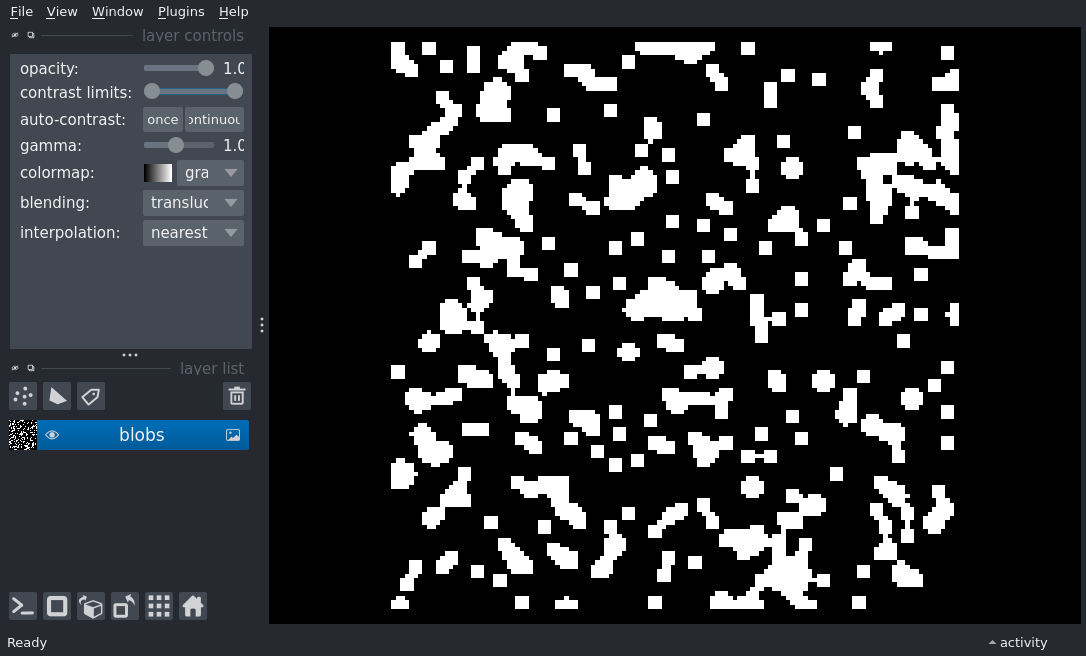 File View Window Plugins Help
layer controls
opacity: 1.0
contrast limits:
auto-contrast: once ontinuou
gamma: 1.0
colormap: gra
blending: transluc
interpolation: nearest
layer list
blobs
Ready
activity